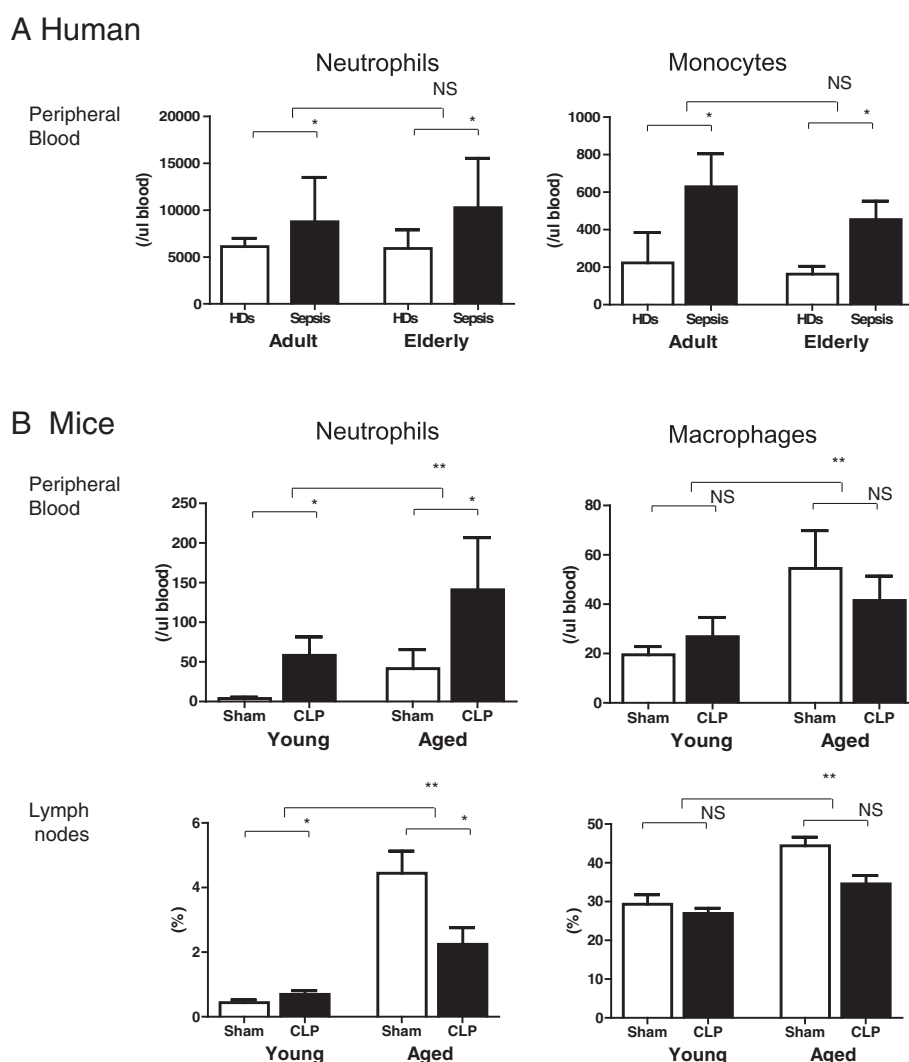 A Human
Neutrophils
Monocytes
Peripheral
Blood
NS
*
*
20000
15000
10000
5000
0
(/ul blood)
HDs Sepsis HDs Sepsis
Adult Elderly
NS
*
*
1000
800
600
400
200
0
(/ul blood)
HDs Sepsis HDs Sepsis
Adult Elderly
B Mice
Neutrophils
Macrophages
Peripheral
Blood
**
*
*
250
200
150
100
50
0
(/ul blood)
Sham CLP Sham CLP
Young Aged
**
NS
NS
80
60
40
20
0
(/ul blood)
Sham CLP Sham CLP
Young Aged
Lymph
nodes
**
*
*
6
4
2
0
(%)
Sham CLP Sham CLP
Young Aged
**
NS
NS
50
40
30
20
10
0
(%)
Sham CLP Sham CLP
Young Aged